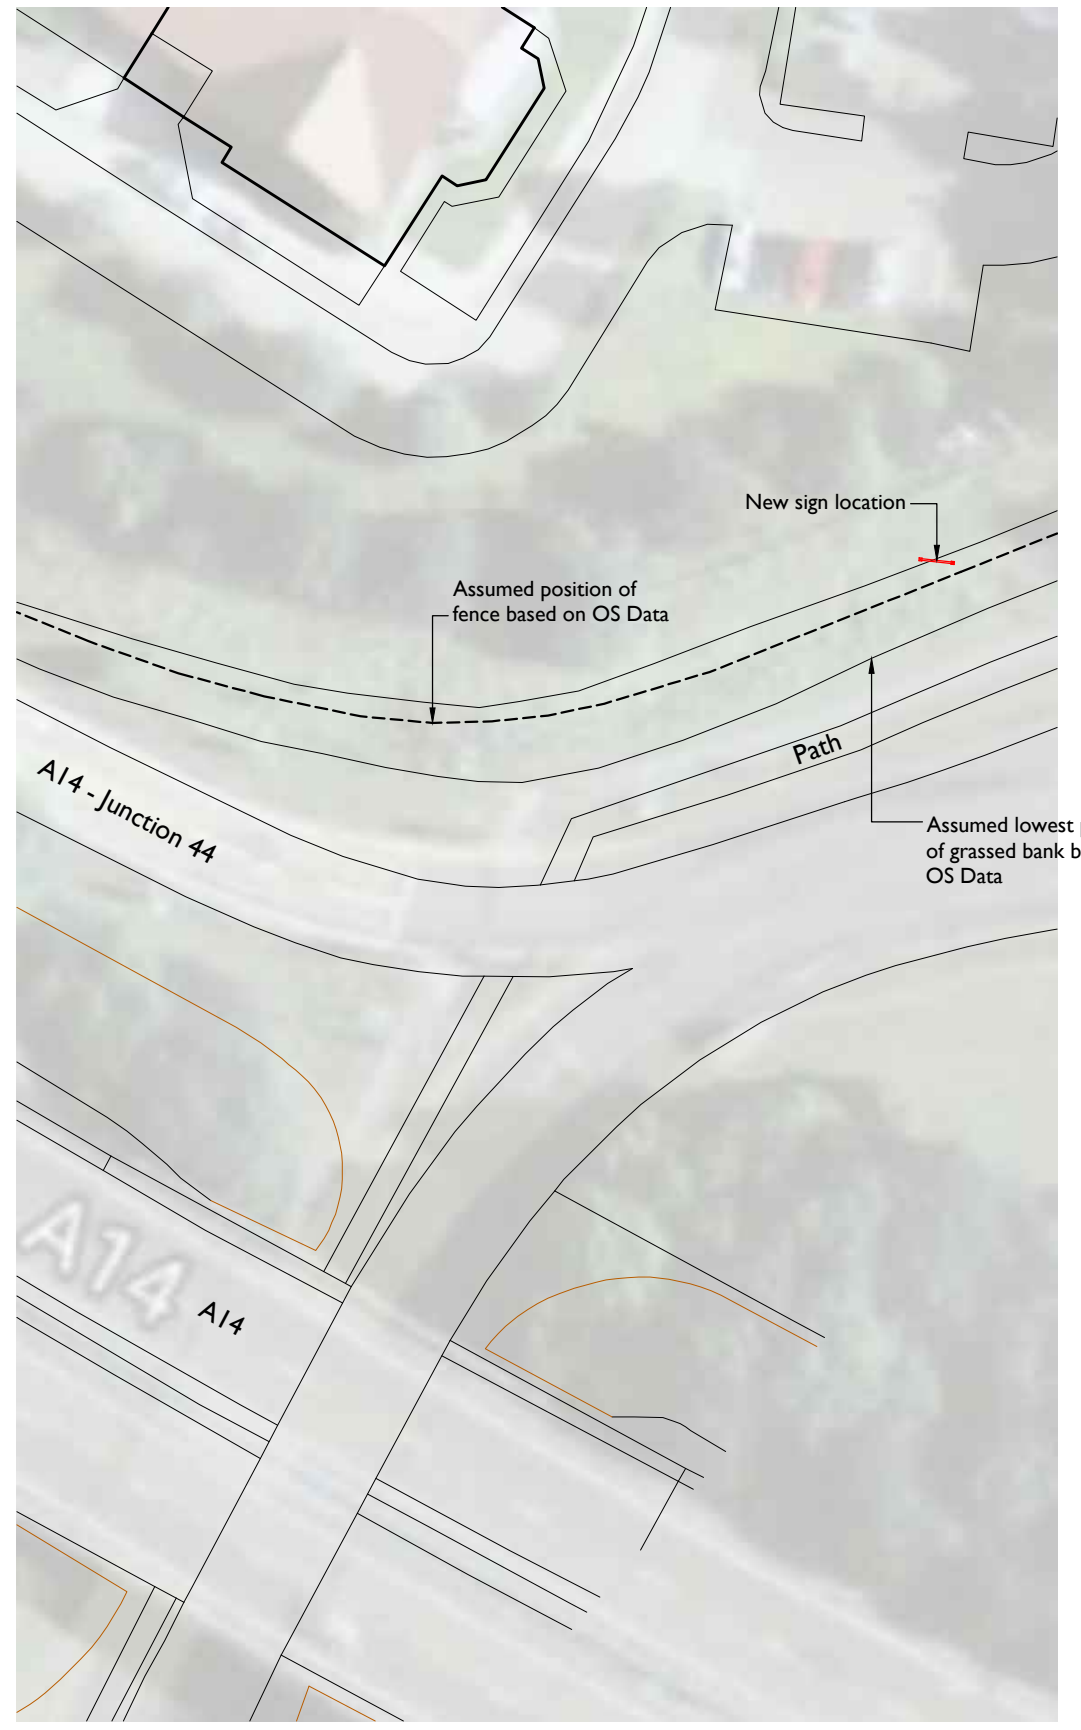 New sign location
Assumed position of
fence based on OS Data
Path
A14 - Junction 44
Assumed lowest
of grassed bank
OS Data
A14
A14